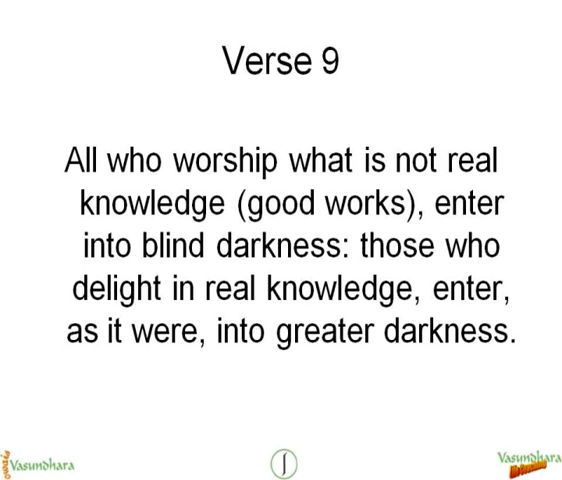 Verse 9
All who worship what is not real
knowledge (good works), enter
into blind darkness: those who
delight in real knowledge, enter,
as it were, into greater darkness.
Vasundhara
Vasundhara